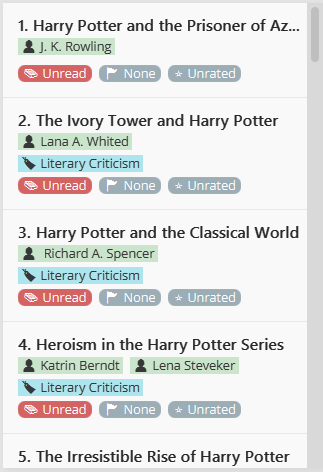 1. Harry Potter and the Prisoner of Az...
J. K. Rowling
Unread None Unrated
2. The Ivory Tower and Harry Potter
Lana A. Whited
Literary Criticism
Unread None Unrated
3. Harry Potter and the Classical World
Richard A. Spencer
Literary Criticism
Unread None Unrated
4. Heroism in the Harry Potter Series
Katrin Berndt Lena Steveker
Literary Criticism
Unread None Unrated
5. The Irresistible Rise of Harry Potter